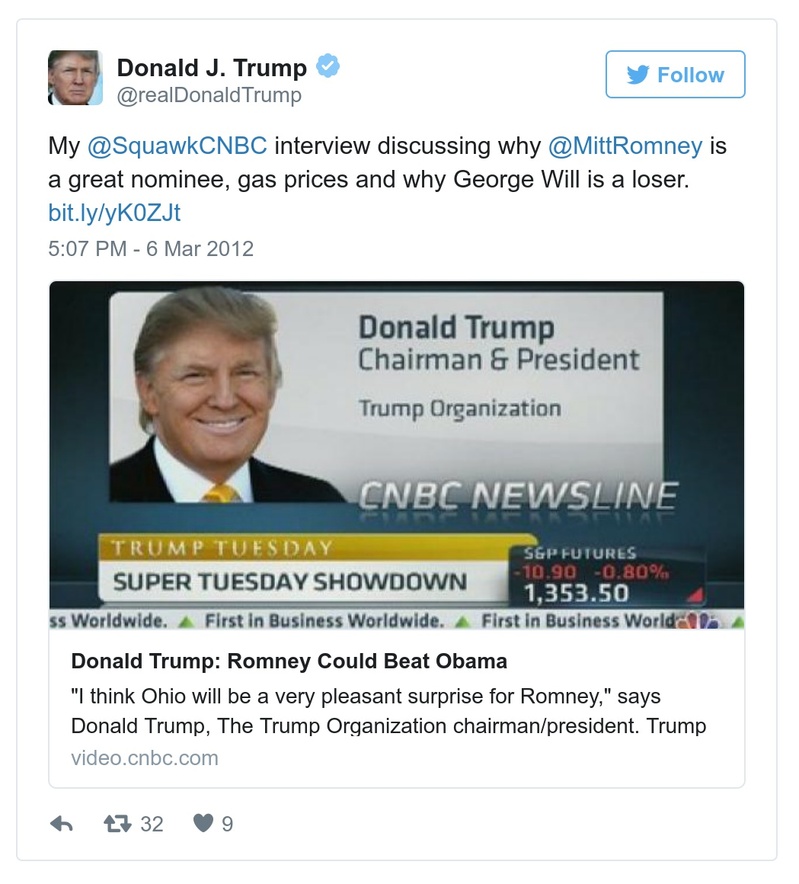 Donald J. Trump
@realDonaldTrump
Follow
My @SquawkCNBC interview discussing why @MittRomney is
a great nominee, gas prices and why George Will is a loser.
bit.ly/yK0ZJt
5:07 PM - 6 Mar 2012
Donald Trump
Chairman & President
Trump Organization
CNBC NEWSLINE
TRUMP TUESDAY
SUPER TUESDAY SHOWDOWN
S&P FUTURES
-10.90 -0.80%
1,353.50
ss Worldwide. First in Business Worldwide. First in Business World
Donald Trump: Romney Could Beat Obama
"I think Ohio will be a very pleasant surprise for Romney," says
Donald Trump, The Trump Organization chairman/president. Trump
video.cnbc.com
32 9